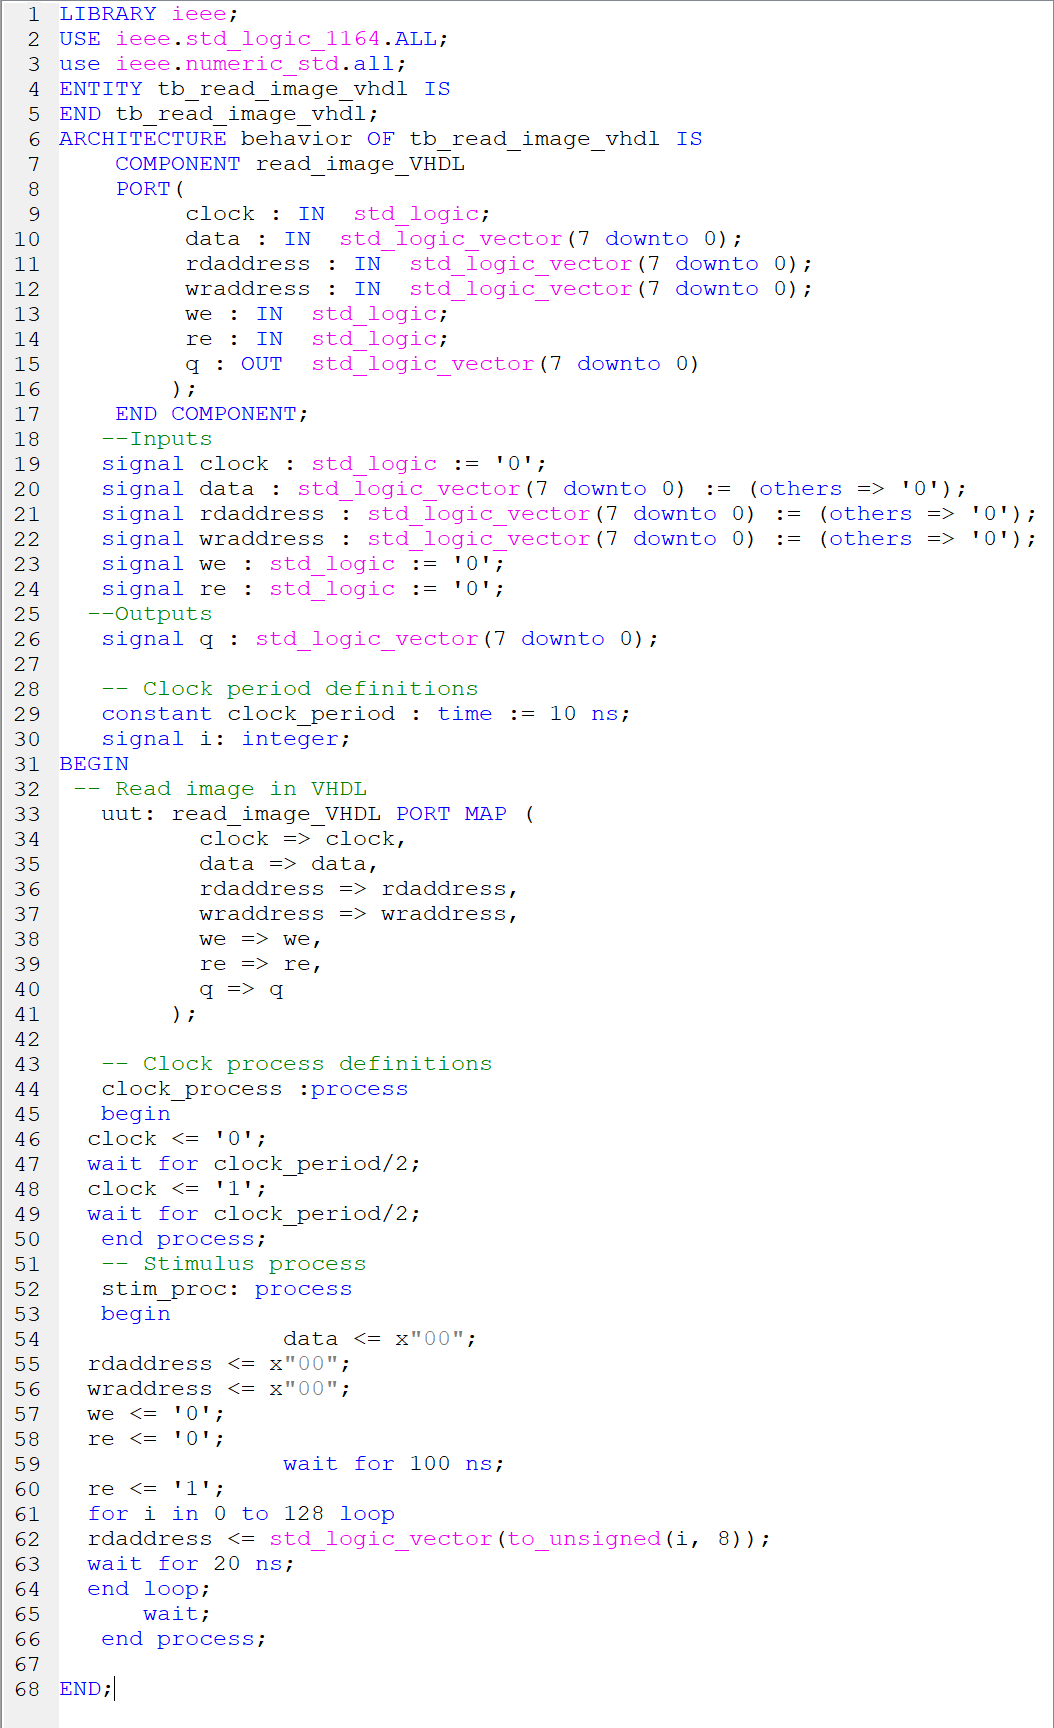 1 LIBRARY ieee;
2 USE ieee.std_logic_1164.ALL;
3 use ieee.numeric_std.all;
4 ENTITY tb_read_image_vhdl IS
5 END tb_read_image_vhdl;
6 ARCHITECTURE behavior OF tb_read_image_vhdl IS
7     COMPONENT read_image_VHDL
8     PORT(
9          clock : IN  std_logic;
10          data : IN  std_logic_vector(7 downto 0);
11          rdaddress : IN  std_logic_vector(7 downto 0);
12          wraddress : IN  std_logic_vector(7 downto 0);
13          we : IN  std_logic;
14          re : IN  std_logic;
15          q : OUT  std_logic_vector(7 downto 0)
16         );
17     END COMPONENT;
18    --Inputs
19    signal clock : std_logic := '0';
20    signal data : std_logic_vector(7 downto 0) := (others => '0');
21    signal rdaddress : std_logic_vector(7 downto 0) := (others => '0');
22    signal wraddress : std_logic_vector(7 downto 0) := (others => '0');
23    signal we : std_logic := '0';
24    signal re : std_logic := '0';
25   --Outputs
26    signal q : std_logic_vector(7 downto 0);
27
28    -- Clock period definitions
29    constant clock_period : time := 10 ns;
30    signal i: integer;
31 BEGIN
32  -- Read image in VHDL
33    uut: read_image_VHDL PORT MAP (
34           clock => clock,
35           data => data,
36           rdaddress => rdaddress,
37           wraddress => wraddress,
38           we => we,
39           re => re,
40           q => q
41         );
42
43    -- Clock process definitions
44    clock_process :process
45    begin
46   clock <= '0';
47   wait for clock_period/2;
48   clock <= '1';
49   wait for clock_period/2;
50    end process;
51    -- Stimulus process
52    stim_proc: process
53    begin
54                 data <= x"00";
55   rdaddress <= x"00";
56   wraddress <= x"00";
57   we <= '0';
58   re <= '0';
59                 wait for 100 ns;
60   re <= '1';
61   for i in 0 to 128 loop
62   rdaddress <= std_logic_vector(to_unsigned(i, 8));
63   wait for 20 ns;
64   end loop;
65       wait;
66    end process;
67
68 END;